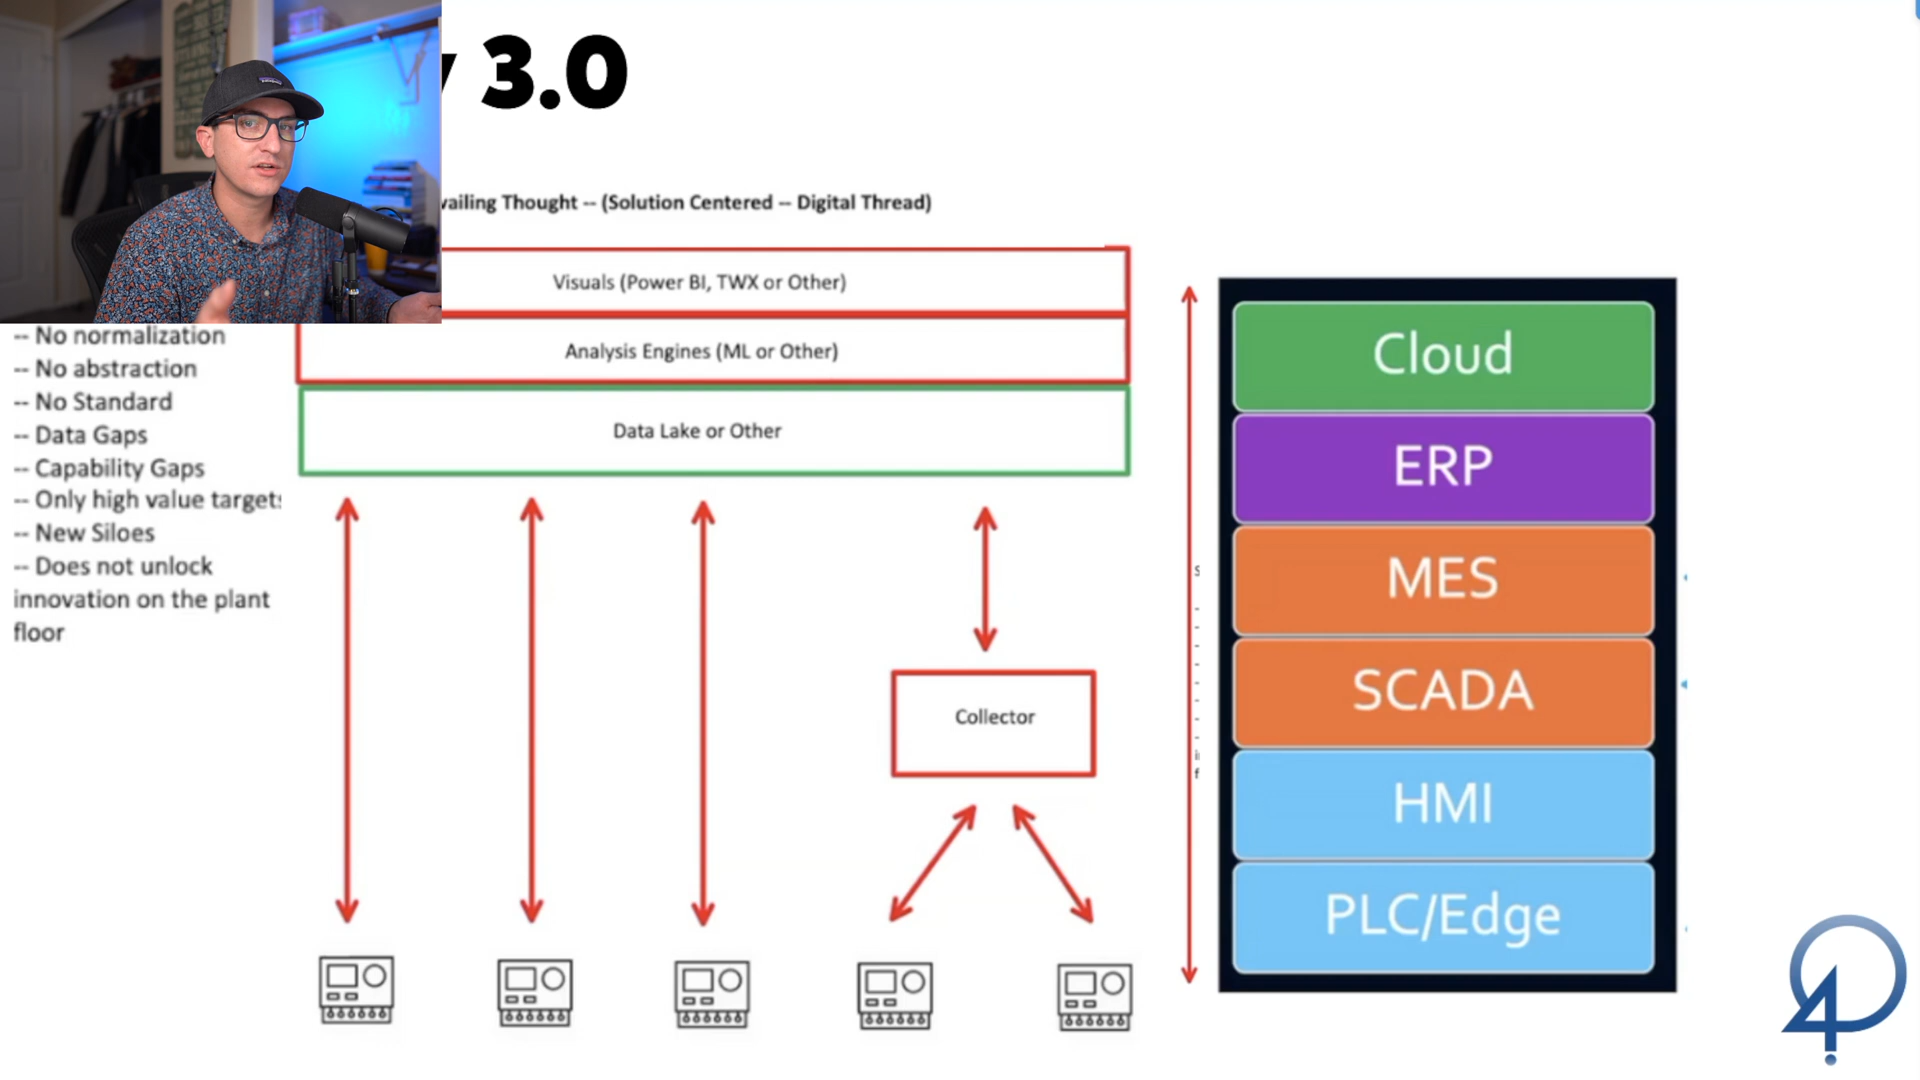 3.0
Thought -- (Solution Centered -- Digital Thread)
Visuals (Power BI, TWX or Other)
Analysis Engines (ML or Other)
Data Lake or Other
-- No normalization
-- No abstraction
-- No Standard
-- Data Gaps
-- Capability Gaps
-- Only high value targets
-- New Siloes
-- Does not unlock
innovation on the plant
floor
Collector
Cloud
ERP
MES
SCADA
HMI
PLC/Edge
4